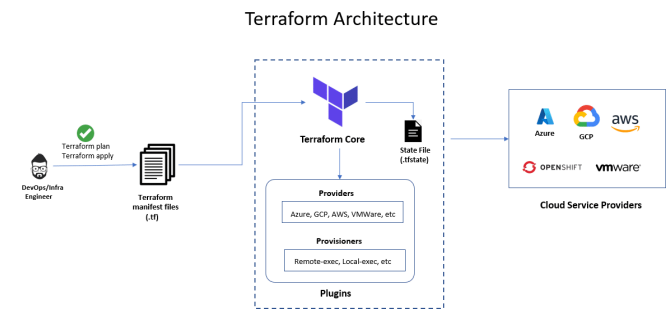 Terraform Architecture
Terraform plan
Terraform apply
DevOps/Infra
Engineer
Terraform
manifest files
(.tf)
Terraform Core
State File
(.tfstate)
Providers
Azure, GCP, AWS, VMWare, etc
Provisioners
Remote-exec, Local-exec, etc
Plugins
Azure
GCP
aws
OPENSHIFT
vmware
Cloud Service Providers